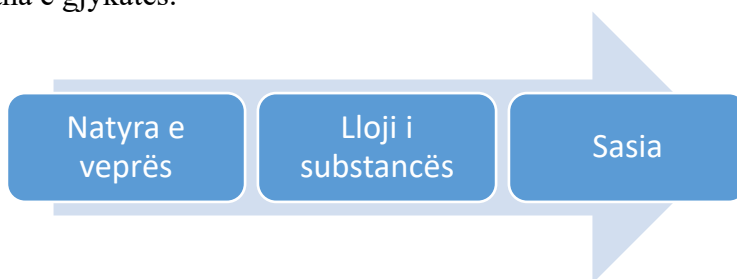 e gjykatës.
Natyra e
veprës
Lloji i
substancës
Sasia